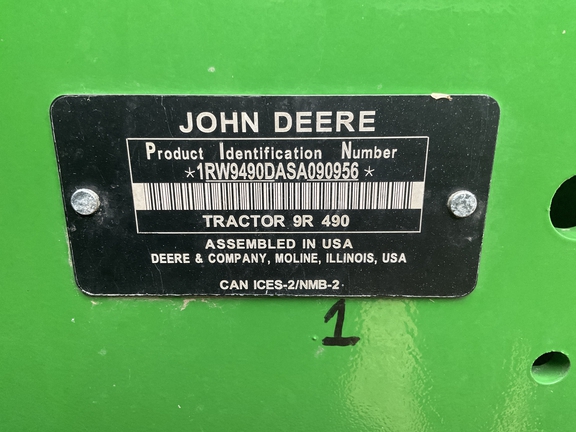 JOHN DEERE
Product Identification Number
*1RW9490DASA090956*
TRACTOR 9R 490
ASSEMBLED IN USA
DEERE & COMPANY, MOLINE, ILLINOIS, USA
CAN ICES-2/NMB-2
1